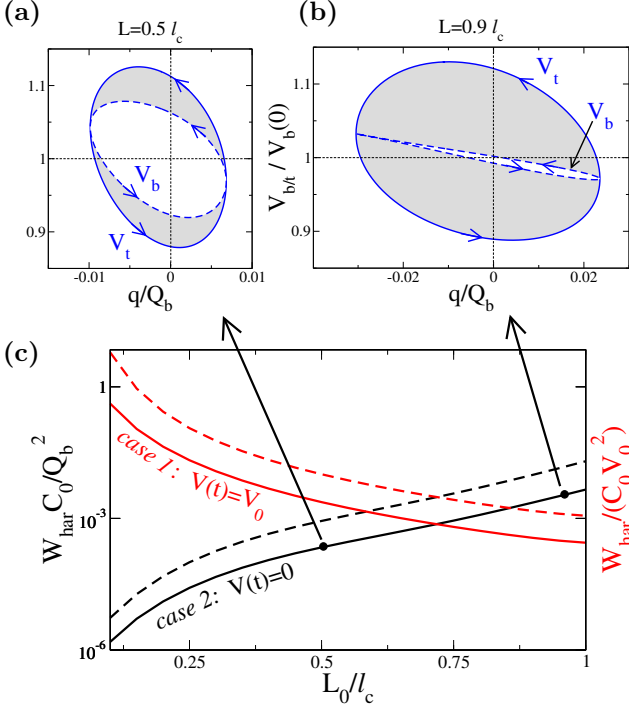 (a)
L=0.5 l_c
1.1
1
0.9
V_b
V_t
-0.01
0
0.01
q/Q_b
(b)
L=0.9 l_c
V_b/t / V_b(0)
1.1
1
0.9
V_t
V_b
-0.02
0
0.02
q/Q_b
(c)
W_har C_0/Q_b^2
1
10^-3
10^-6
case 1: V(t)=V_0
case 2: V(t)=0
W_har/(C_0 V_0^2)
0.25
0.5
0.75
1
L_0/l_c